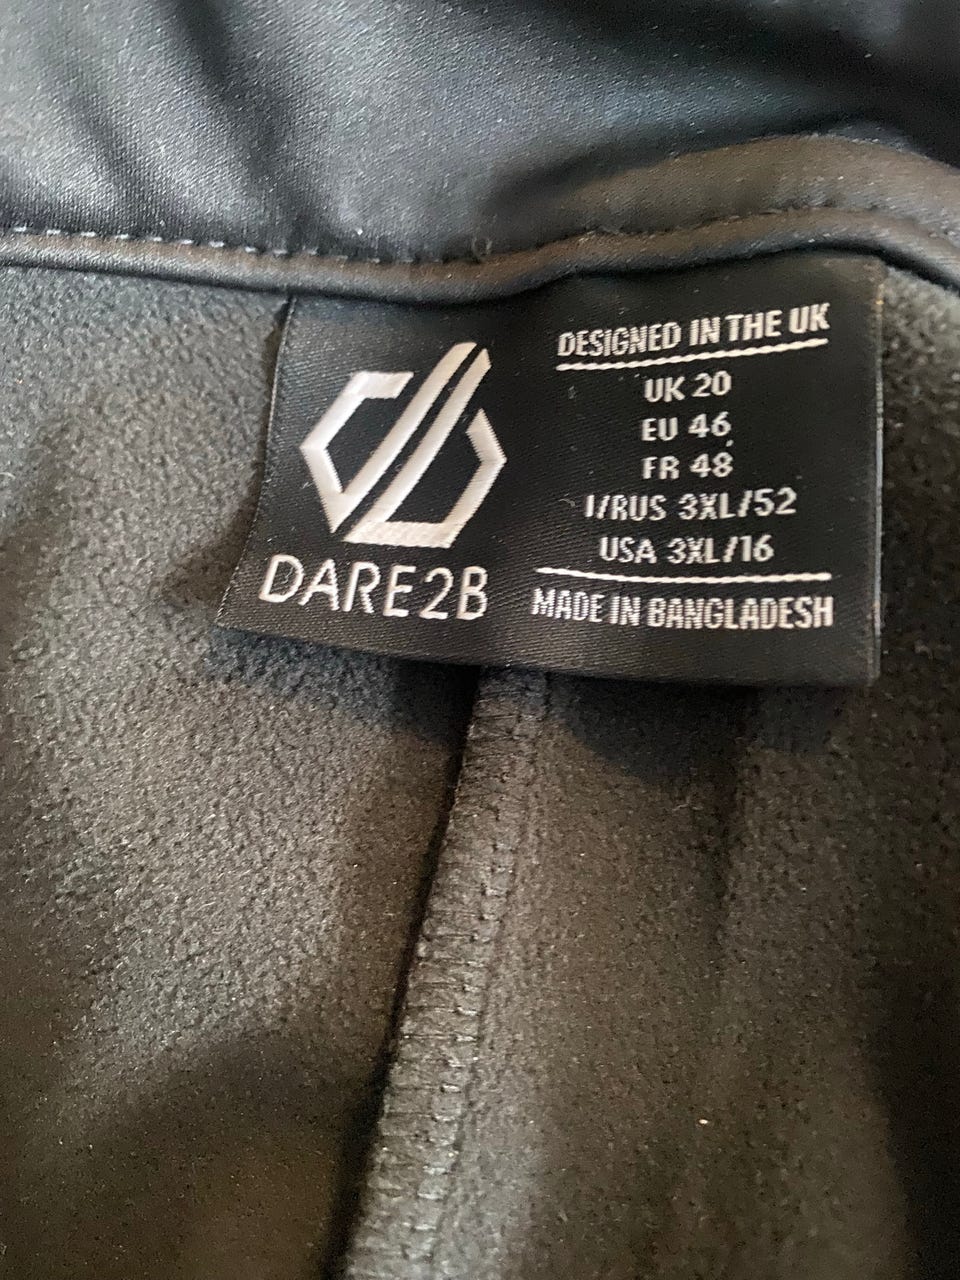 DARE2B
DESIGNED IN THE UK
UK 20
EU 46
FR 48
I/RUS 3XL/52
USA 3XL/16
MADE IN BANGLADESH